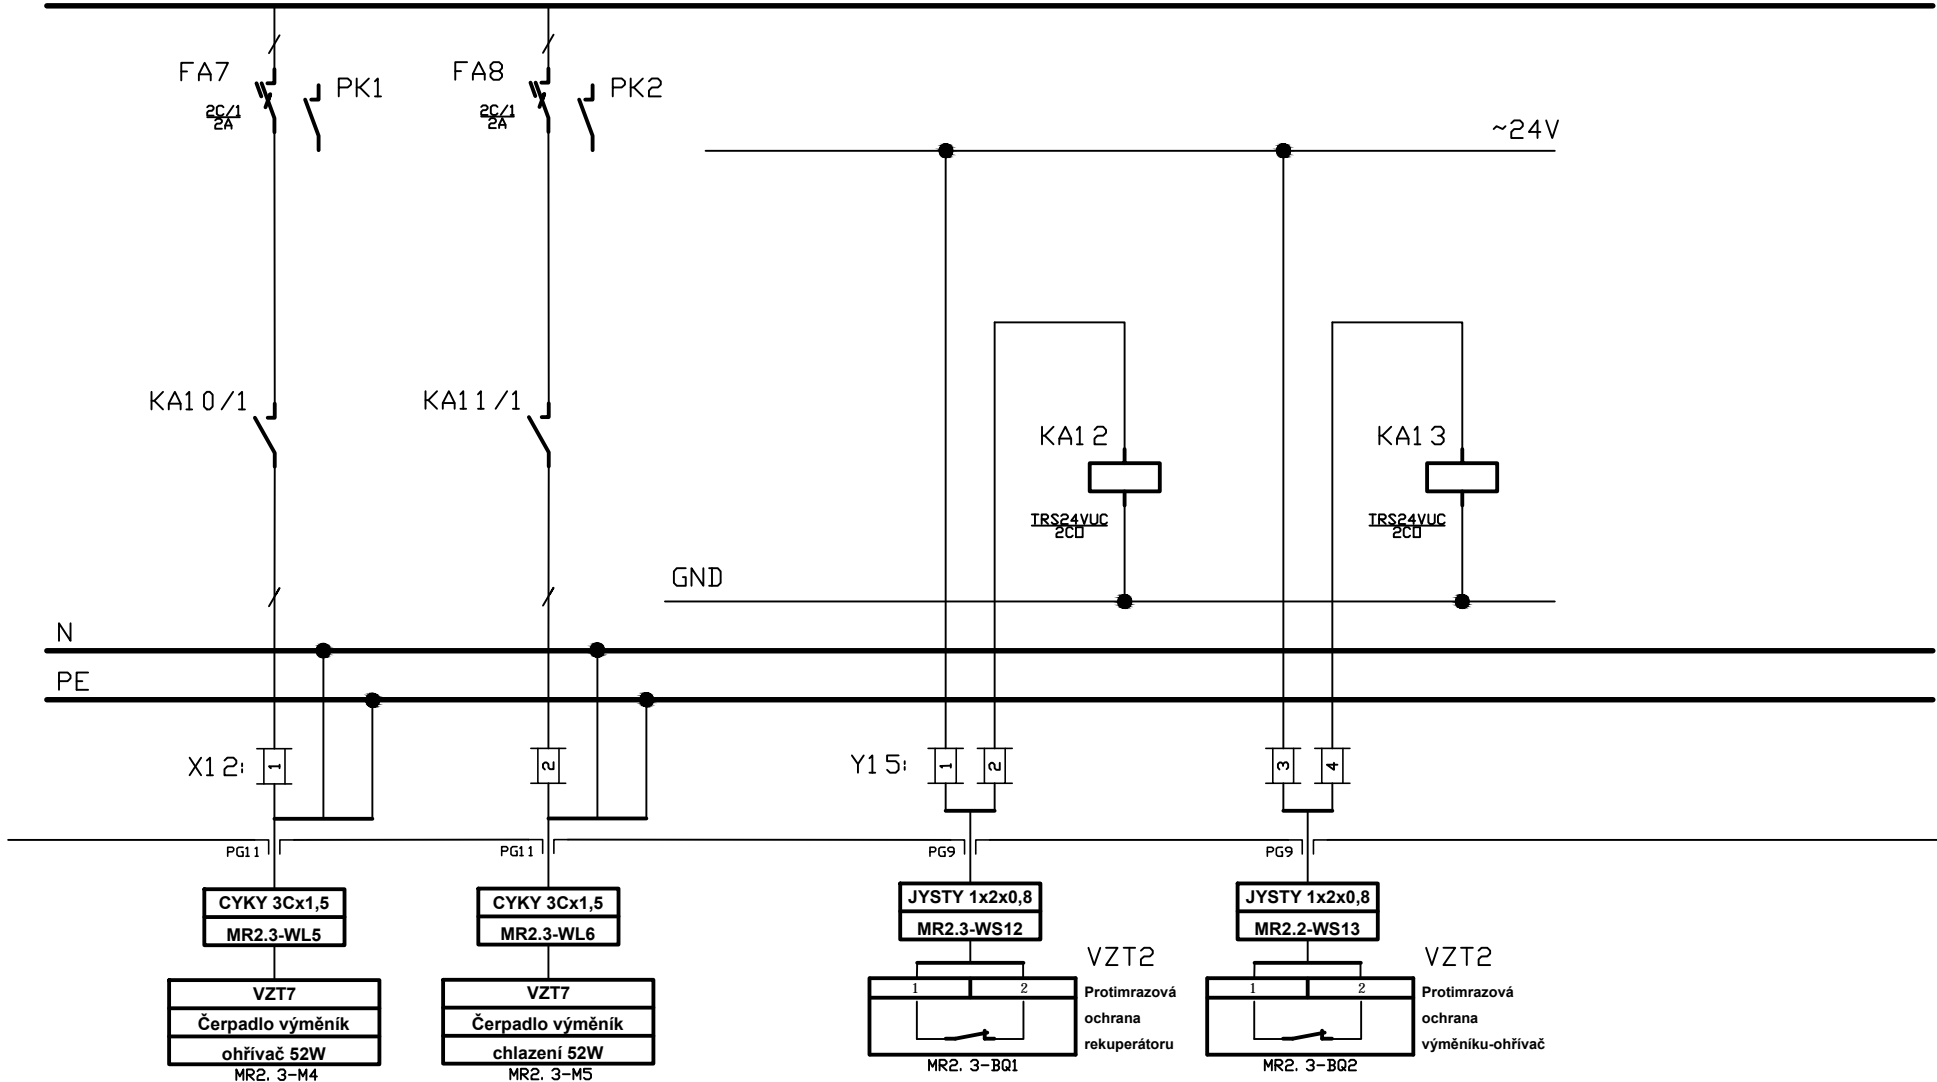 FA7
2C/1
2A
PK1
FA8
2C/1
2A
PK2
~24V
KA10/1
KA11/1
KA12
TRS24VUC
2CO
KA13
TRS24VUC
2CO
GND
N
PE
X12:
1
2
Y15:
1
2
3
4
PG11
PG11
PG9
PG9
CYKY 3Cx1,5
MR2.3-WL5
CYKY 3Cx1,5
MR2.3-WL6
JYSTY 1x2x0,8
MR2.3-WS12
JYSTY 1x2x0,8
MR2.2-WS13
VZT7
Čerpadlo výměník
ohřívač 52W
MR2. 3-M4
VZT7
Čerpadlo výměník
chlazení 52W
MR2. 3-M5
1
2
MR2. 3-BQ1
VZT2
Protimrazová
ochrana
rekuperátoru
1
2
MR2. 3-BQ2
VZT2
Protimrazová
ochrana
výměníku-ohřívač